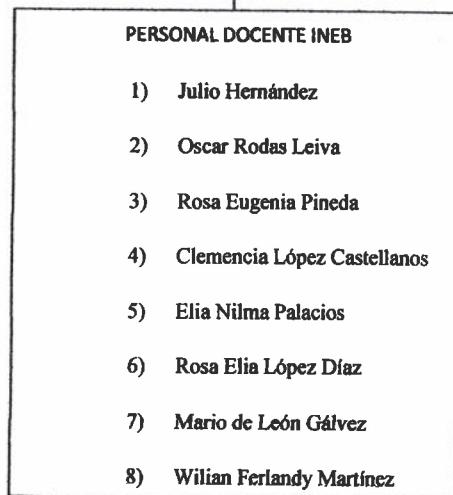 PERSONAL DOCENTE INEB
1) Julio Hernández
2) Oscar Rodas Leiva
3) Rosa Eugenia Pineda
4) Clemencia López Castellanos
5) Elia Nilma Palacios
6) Rosa Elia López Díaz
7) Mario de León Gálvez
8) Wilian Ferlandy Martínez